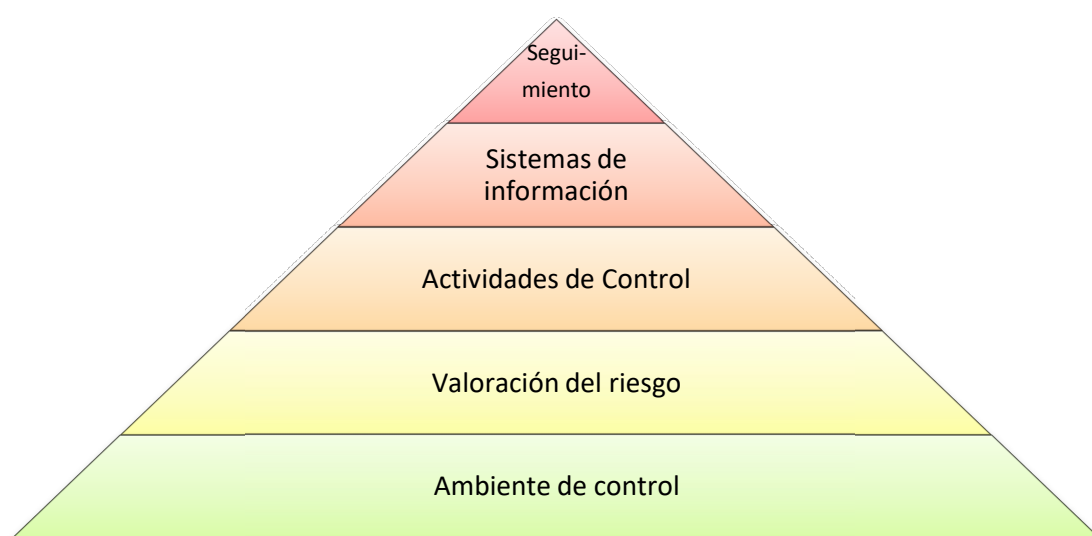 Segui-
miento
Sistemas de
información
Actividades de Control
Valoración del riesgo
Ambiente de control